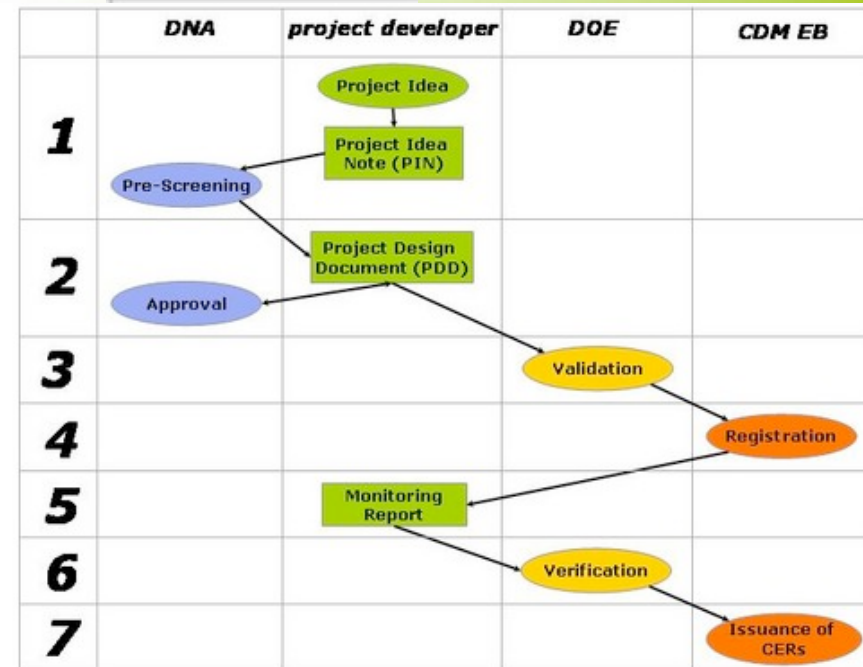 DNA project developer DOE CDM EB
1
Project Idea
Project Idea
Note (PIN)
Pre-Screening
2
Project Design
Document (PDD)
Approval
3
Validation
4
Registration
5
Monitoring
Report
6
Verification
7
Issuance of
CERs